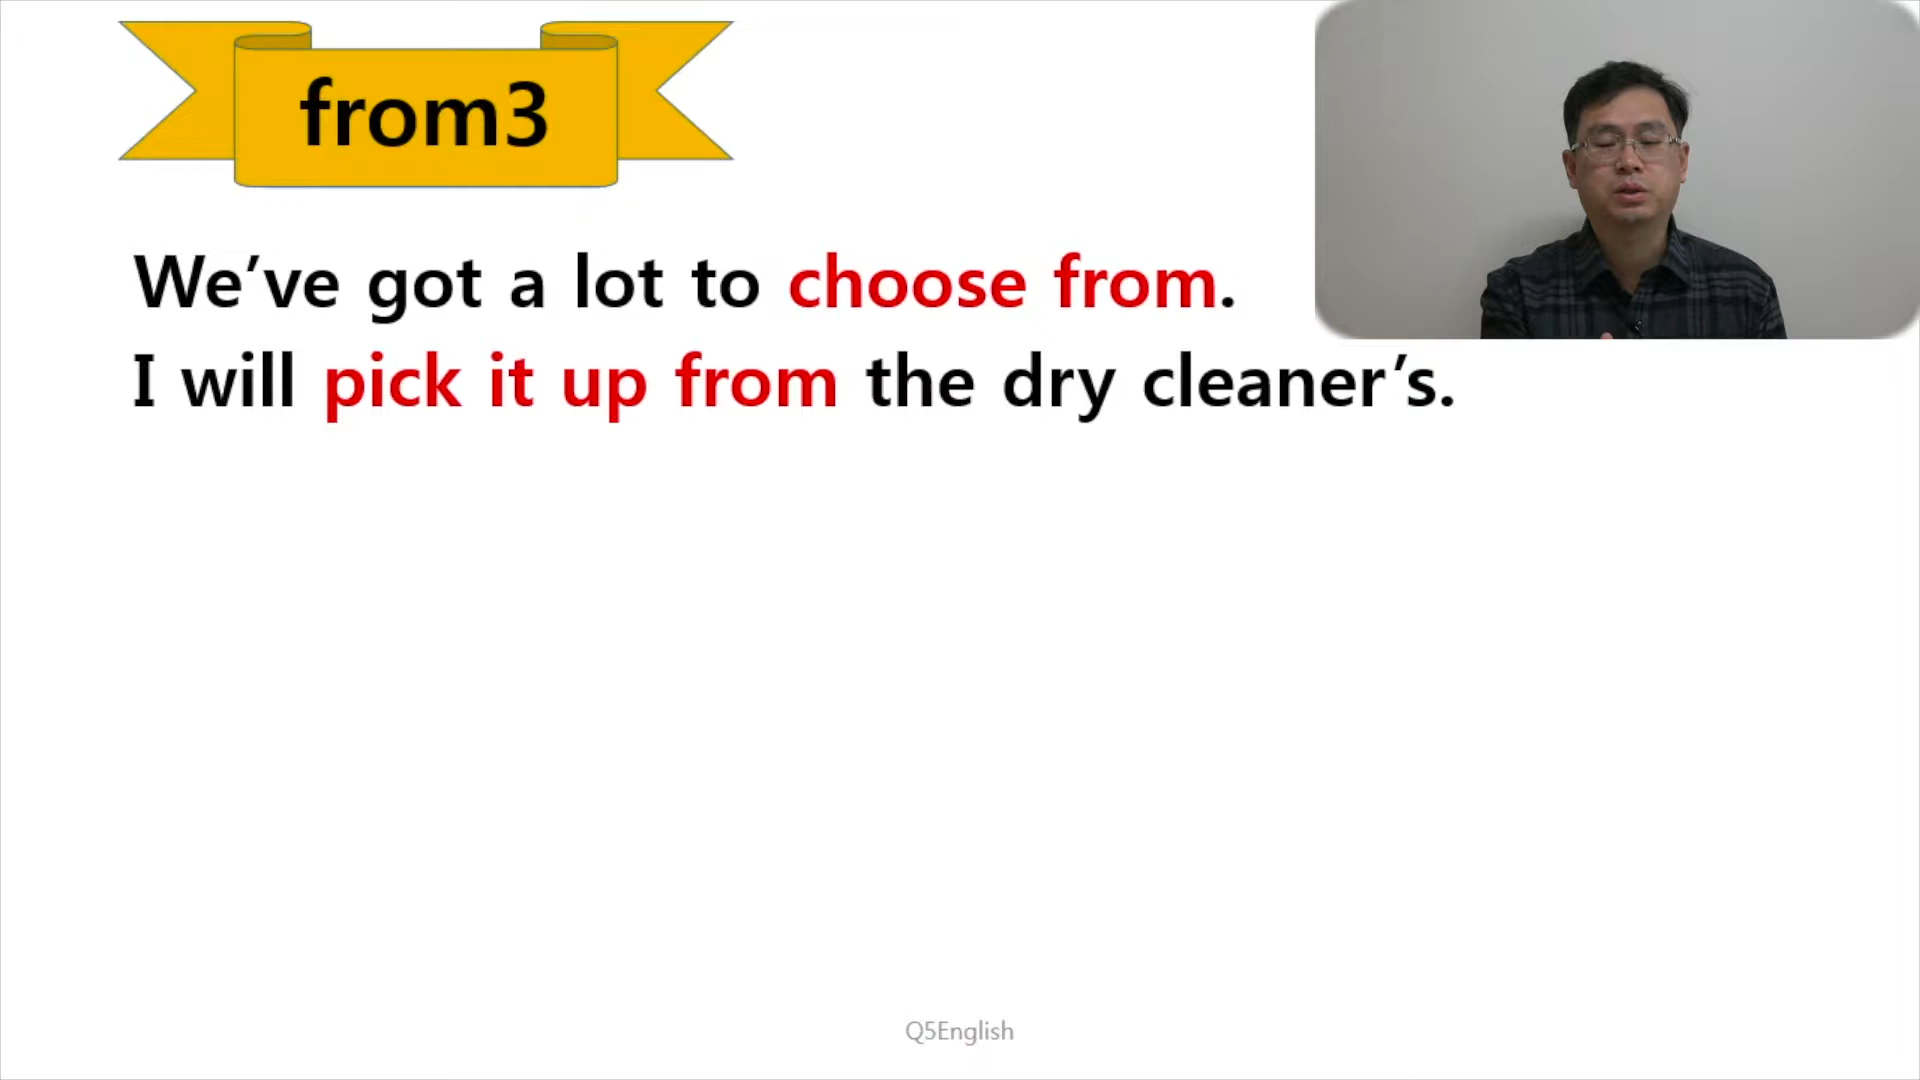 from3
We’ve got a lot to choose from.
I will pick it up from the dry cleaner’s.
Q5English